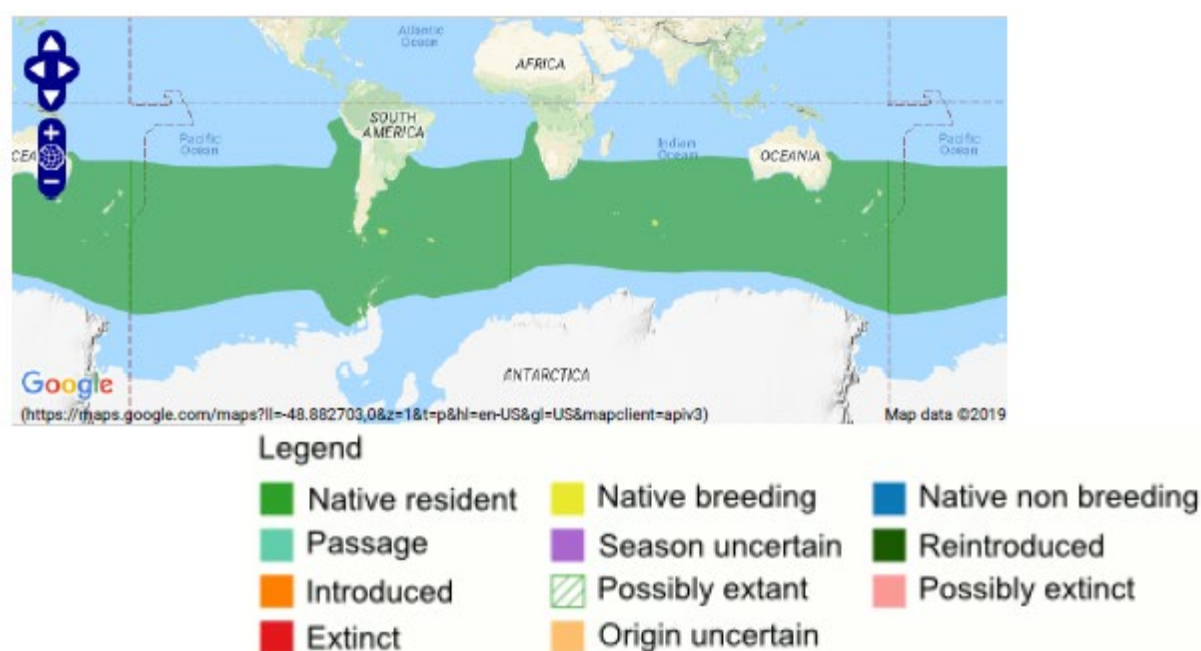 Atlantic
Ocean
AFRICA
SOUTH
AMERICA
Pacific
Ocean
CEA
Indian
Ocean
OCEANIA
Pacific
Ocean
+
−
ANTARCTICA
Google
(https://maps.google.com/maps?ll=-48.882703,0&z=1&t=p&hl=en-US&gl=US&mapclient=apiv3) Map data ©2019
Legend
Native resident Native breeding Native non breeding
Passage Season uncertain Reintroduced
Introduced Possibly extant Possibly extinct
Extinct Origin uncertain